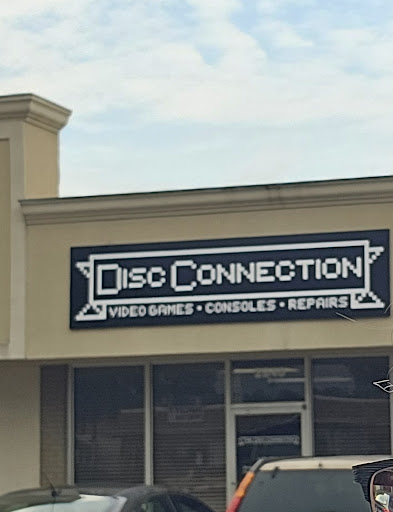 DISC CONNECTION
VIDEO GAMES • CONSOLES • REPAIRS